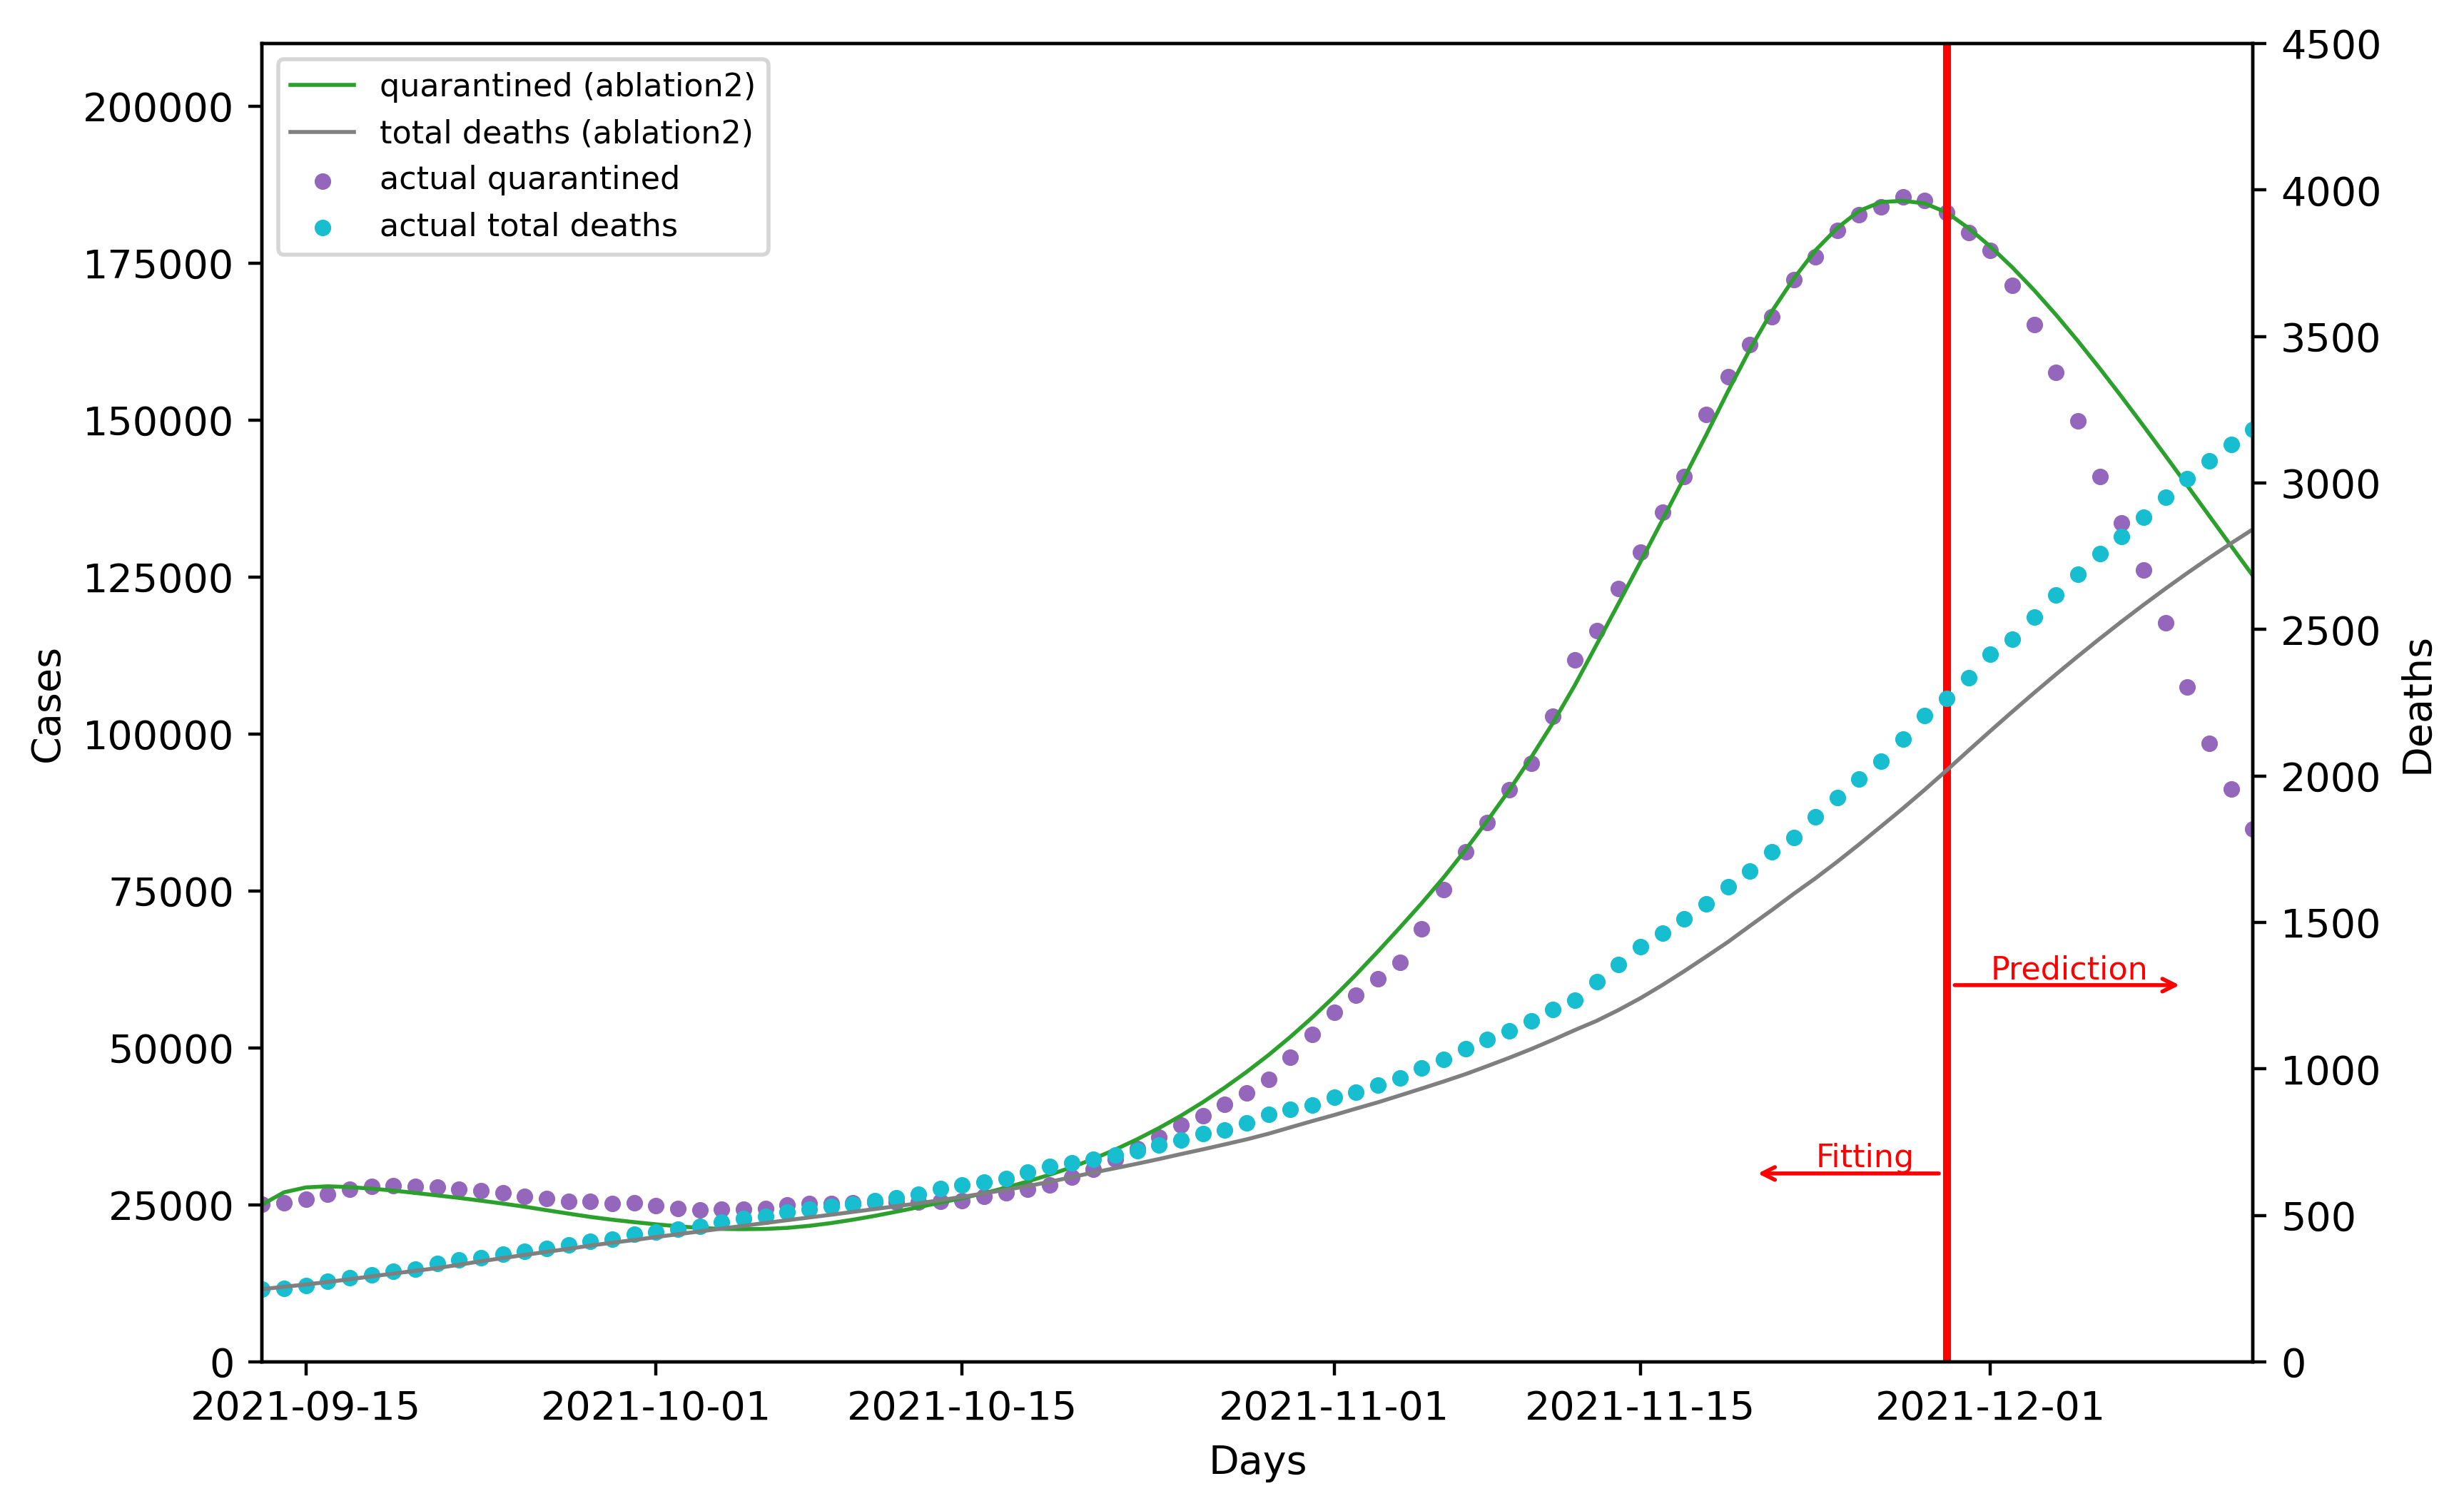 quarantined (ablation2)
total deaths (ablation2)
actual quarantined
actual total deaths
200000
175000
150000
125000
100000
75000
50000
25000
0
Cases
4500
4000
3500
3000
2500
2000
1500
1000
500
0
Deaths
Prediction
Fitting
2021-09-15
2021-10-01
2021-10-15
2021-11-01
2021-11-15
2021-12-01
Days